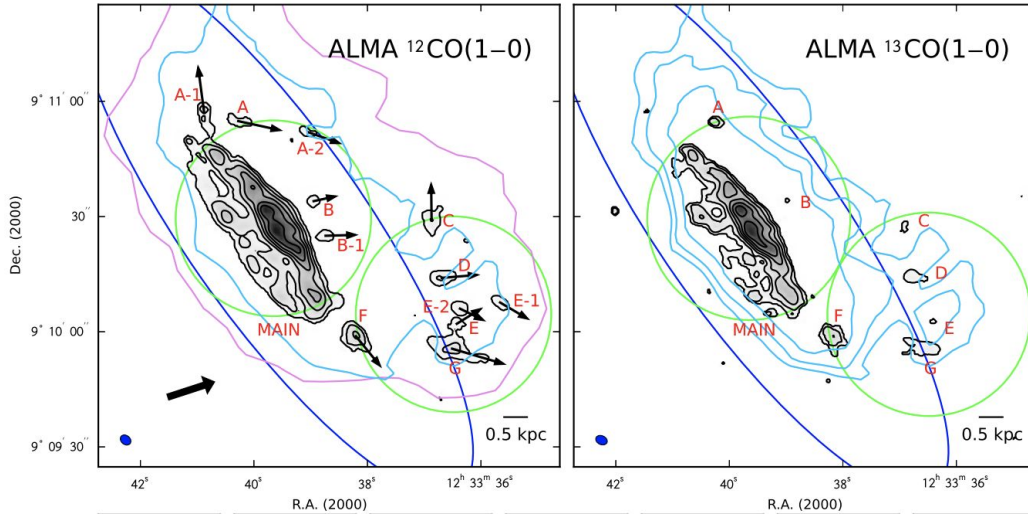 ALMA ¹²CO(1−0)
A-1
A
A-2
B
B-1
C
D
E-2
E-1
E
F
G
MAIN
0.5 kpc
9° 11′ 00″
30″
9° 10′ 00″
9° 09′ 30″
Dec. (2000)
42ˢ
40ˢ
38ˢ
12ʰ 33ᵐ 36ˢ
R.A. (2000)
ALMA ¹³CO(1−0)
A
B
C
D
E
F
G
MAIN
0.5 kpc
42ˢ
40ˢ
38ˢ
12ʰ 33ᵐ 36ˢ
R.A. (2000)